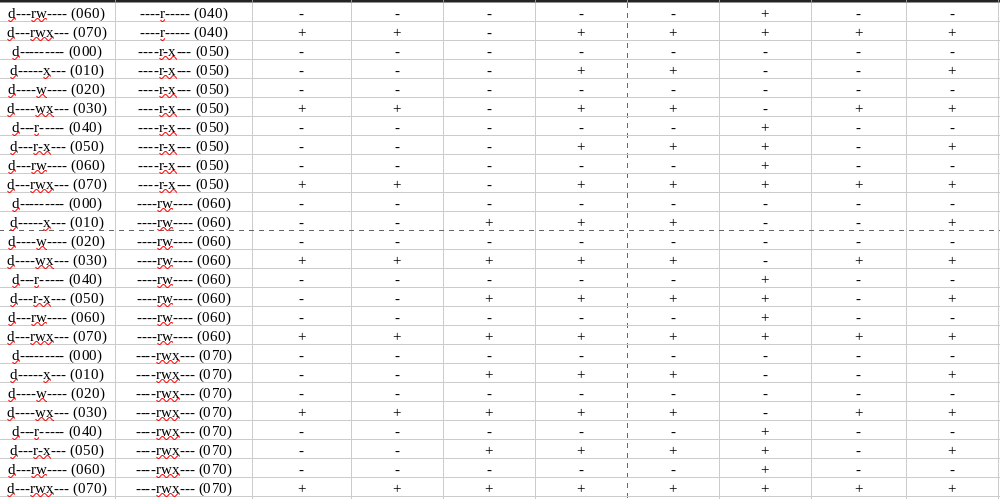 d---rw---- (060) ----r----- (040) - - - - - + - -
d---rwx--- (070) ----r----- (040) + + - + + + + +
d--------- (000) ----r-x--- (050) - - - - - - - -
d-----x--- (010) ----r-x--- (050) - - - + + - - +
d----w---- (020) ----r-x--- (050) - - - - - - - -
d----wx--- (030) ----r-x--- (050) + + - + + - + +
d---r----- (040) ----r-x--- (050) - - - - - + - -
d---r-x--- (050) ----r-x--- (050) - - - + + + - +
d---rw---- (060) ----r-x--- (050) - - - - - + - -
d---rwx--- (070) ----r-x--- (050) + + - + + + + +
d--------- (000) ----rw---- (060) - - - - - - - -
d-----x--- (010) ----rw---- (060) - - + + + - - +
d----w---- (020) ----rw---- (060) - - - - - - - -
d----wx--- (030) ----rw---- (060) + + + + + - + +
d---r----- (040) ----rw---- (060) - - - - - + - -
d---r-x--- (050) ----rw---- (060) - - + + + + - +
d---rw---- (060) ----rw---- (060) - - - - - + - -
d---rwx--- (070) ----rw---- (060) + + + + + + + +
d--------- (000) ----rwx--- (070) - - - - - - - -
d-----x--- (010) ----rwx--- (070) - - + + + - - +
d----w---- (020) ----rwx--- (070) - - - - - - - -
d----wx--- (030) ----rwx--- (070) + + + + + - + +
d---r----- (040) ----rwx--- (070) - - - - - + - -
d---r-x--- (050) ----rwx--- (070) - - + + + + - +
d---rw---- (060) ----rwx--- (070) - - - - - + - -
d---rwx--- (070) ----rwx--- (070) + + + + + + + +